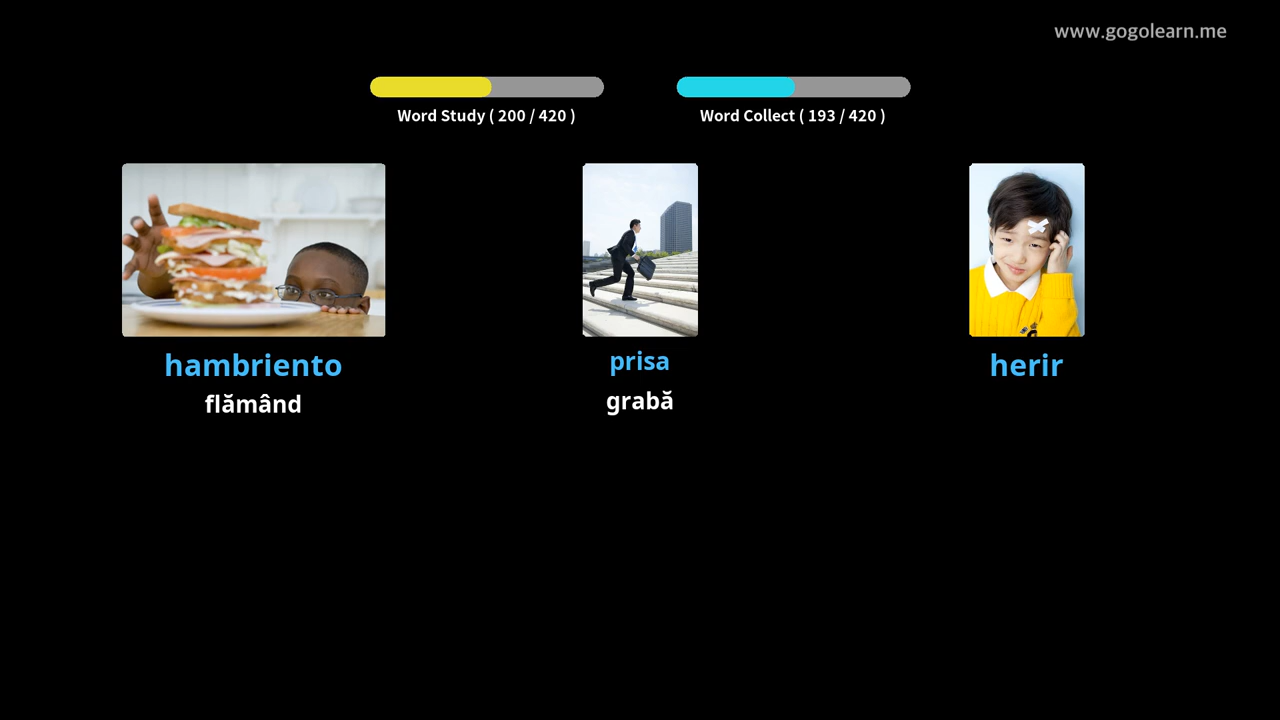 www.gogolearn.me
Word Study ( 200 / 420 )
Word Collect ( 193 / 420 )
hambriento
flămând
prisa
grabă
herir